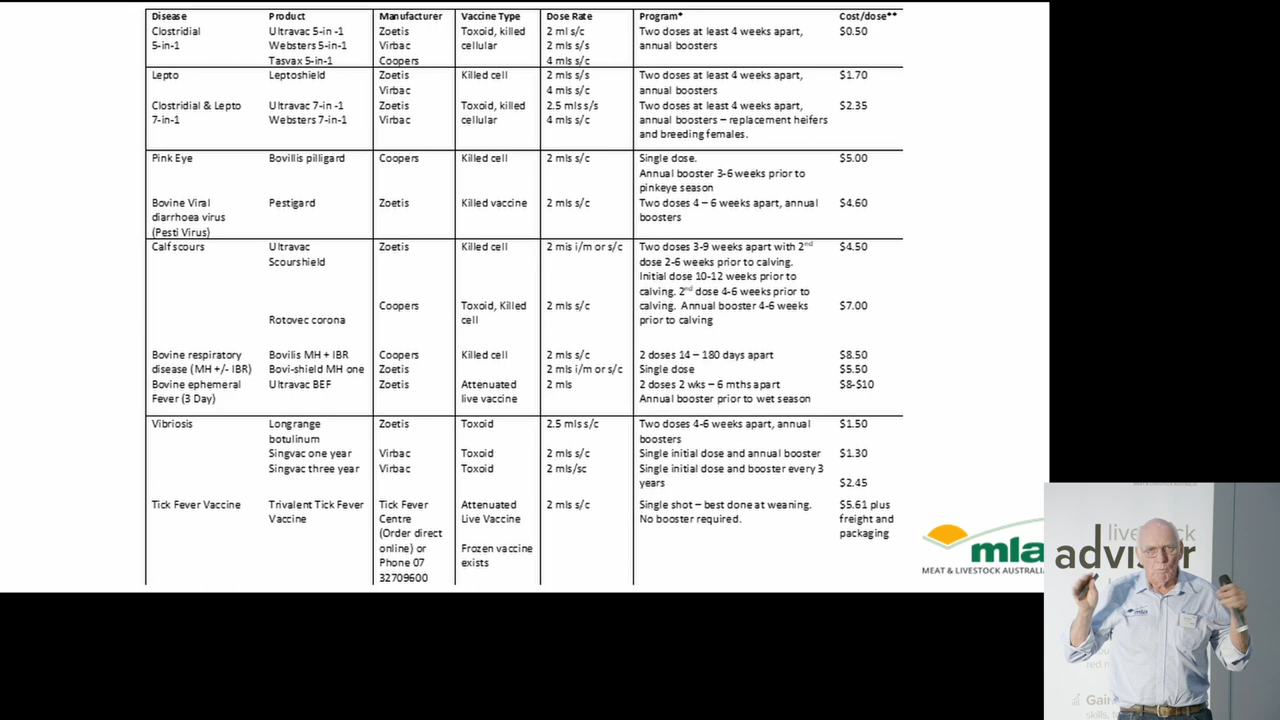 Disease Product Manufacturer Vaccine Type Dose Rate Program* Cost/dose**
Clostridial Ultravac 5-in -1 Zoetis Toxoid, killed 2 ml s/c Two doses at least 4 weeks apart, $0.50
5-in-1 Websters 5-in-1 Virbac cellular 2 mls s/s annual boosters
Tasvax 5-in-1 Coopers 4 mls s/c
Lepto Leptoshield Zoetis Killed cell 2 mls s/s Two doses at least 4 weeks apart, $1.70
Virbac 4 mls s/c annual boosters
Clostridial & Lepto Ultravac 7-in -1 Zoetis Toxoid, killed 2.5 mls s/s Two doses at least 4 weeks apart, $2.35
7-in-1 Websters 7-in-1 Virbac cellular 4 mls s/c annual boosters – replacement heifers
and breeding females.
Pink Eye Bovillis pilligard Coopers Killed cell 2 mls s/c Single dose. $5.00
Annual booster 3-6 weeks prior to
pinkeye season
Bovine Viral Pestigard Zoetis Killed vaccine 2 mls s/c Two doses 4 – 6 weeks apart, annual $4.60
diarrhoea virus boosters
(Pesti Virus)
Calf scours Ultravac Zoetis Killed cell 2 mis i/m or s/c Two doses 3-9 weeks apart with 2nd $4.50
Scourshield dose 2-6 weeks prior to calving.
Initial dose 10-12 weeks prior to
calving. 2nd dose 4-6 weeks prior to
Coopers Toxoid, Killed 2 mls s/c calving. Annual booster 4-6 weeks $7.00
Rotovec corona cell prior to calving
Bovine respiratory Bovilis MH + IBR Coopers Killed cell 2 mls s/c 2 doses 14 – 180 days apart $8.50
disease (MH +/- IBR) Bovi-shield MH one Zoetis 2 mls i/m or s/c Single dose $5.50
Bovine ephemeral Ultravac BEF Zoetis Attenuated 2 mls 2 doses 2 wks – 6 mths apart $8-$10
Fever (3 Day) live vaccine Annual booster prior to wet season
Vibriosis Longrange Zoetis Toxoid 2.5 mls s/c Two doses 4-6 weeks apart, annual $1.50
botulinum boosters
Singvac one year Virbac Toxoid 2 mls s/c Single initial dose and annual booster $1.30
Singvac three year Virbac Toxoid 2 mls/sc Single initial dose and booster every 3
years $2.45
Tick Fever Vaccine Trivalent Tick Fever Tick Fever Attenuated 2 mls s/c Single shot – best done at weaning. $5.61 plus
Vaccine Centre Live Vaccine No booster required. freight and
(Order direct packaging
online) or Frozen vaccine
Phone 07 exists
32709600
mla
MEAT & LIVESTOCK AUSTRALIA
livestock
advisor
mla
Gain
skills